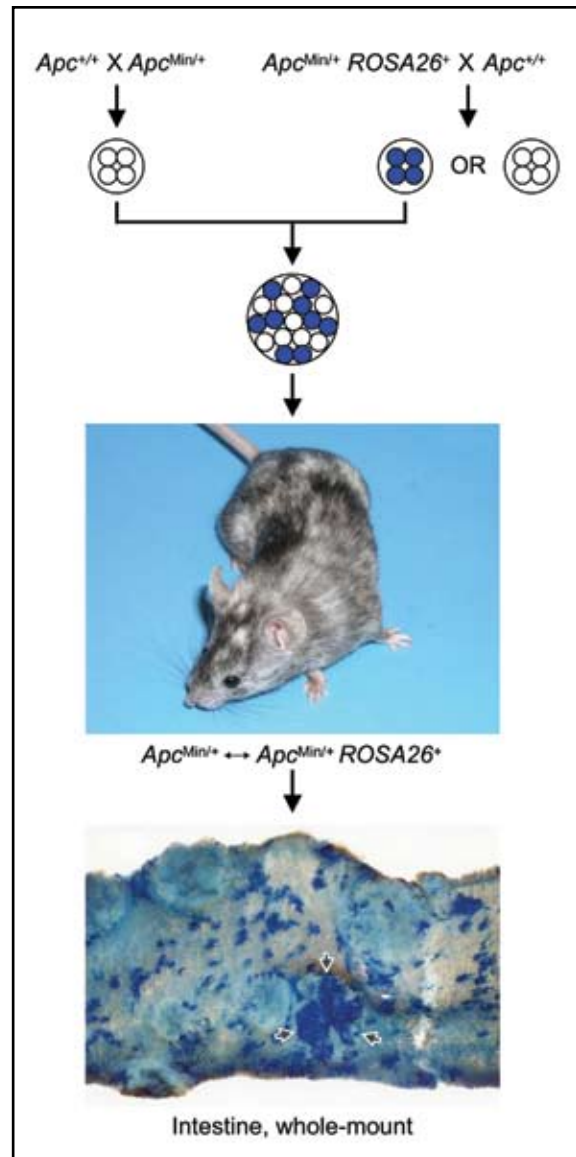 Apc+/+ X ApcMin/+ ApcMin/+ ROSA26+ X Apc+/+
OR
ApcMin/+ ↔ ApcMin/+ ROSA26+
Intestine, whole-mount